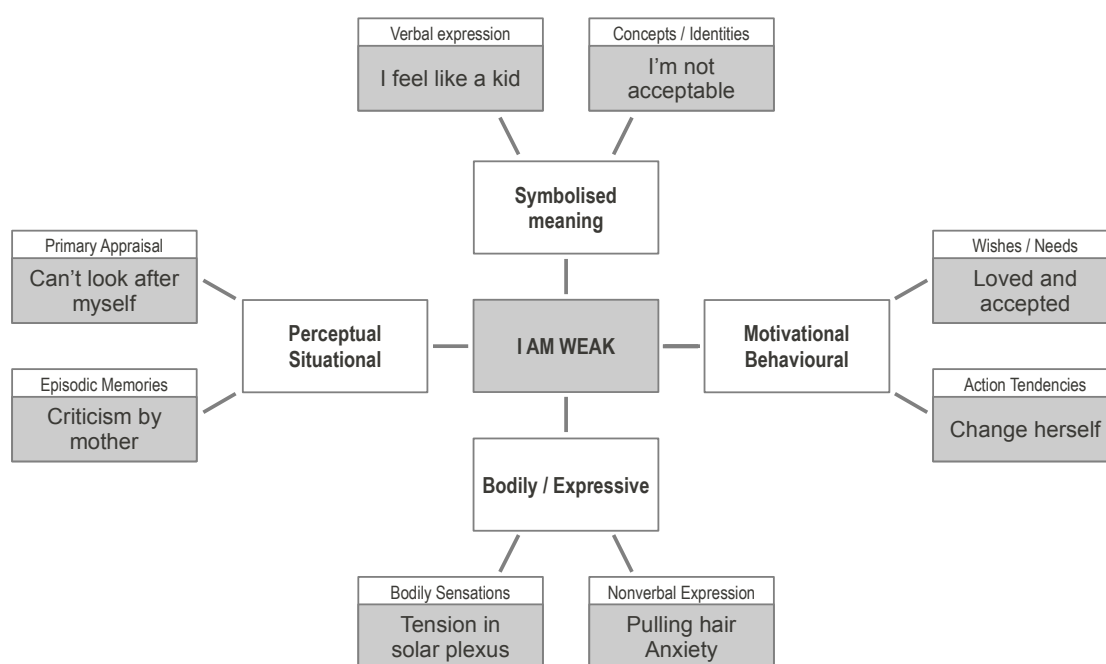 Verbal expression
I feel like a kid
Concepts / Identities
I'm not
acceptable
Symbolised
meaning
Primary Appraisal
Can't look after
myself
Wishes / Needs
Loved and
accepted
Perceptual
Situational
I AM WEAK
Motivational
Behavioural
Episodic Memories
Criticism by
mother
Action Tendencies
Change herself
Bodily / Expressive
Bodily Sensations
Tension in
solar plexus
Nonverbal Expression
Pulling hair
Anxiety